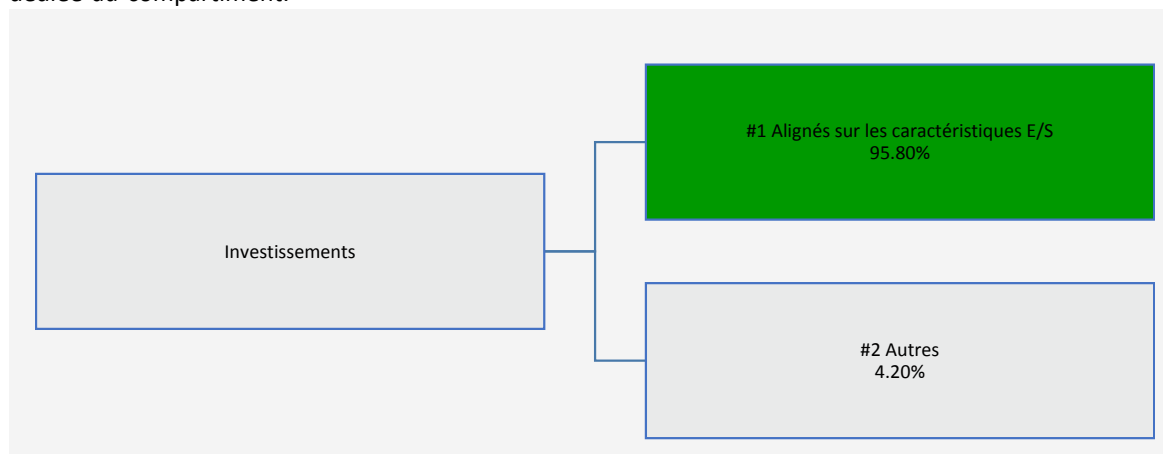 #1 Alignés sur les caractéristiques E/S
95.80%
Investissements
#2 Autres
4.20%